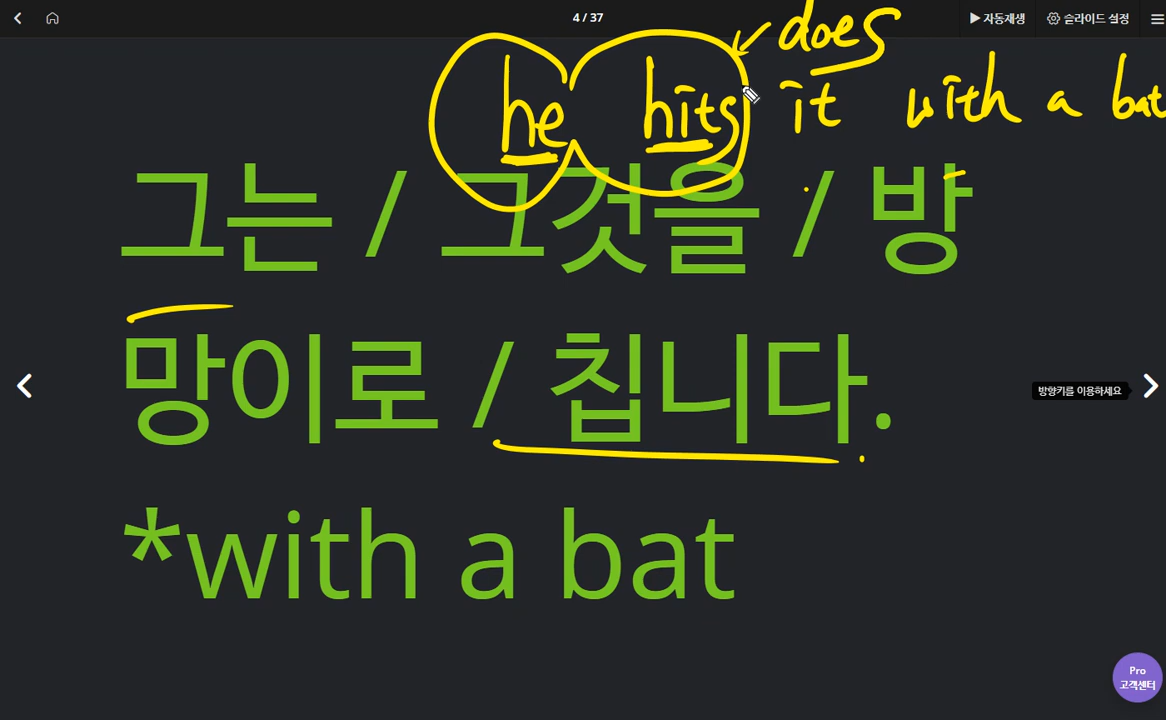 4 / 37
▶ 자동재생
슬라이드 설정
does
he hits it with a bat
그는 / 그것을 / 방
망이로 / 칩니다.
방향키를 이용하세요
*with a bat
Pro
고객센터